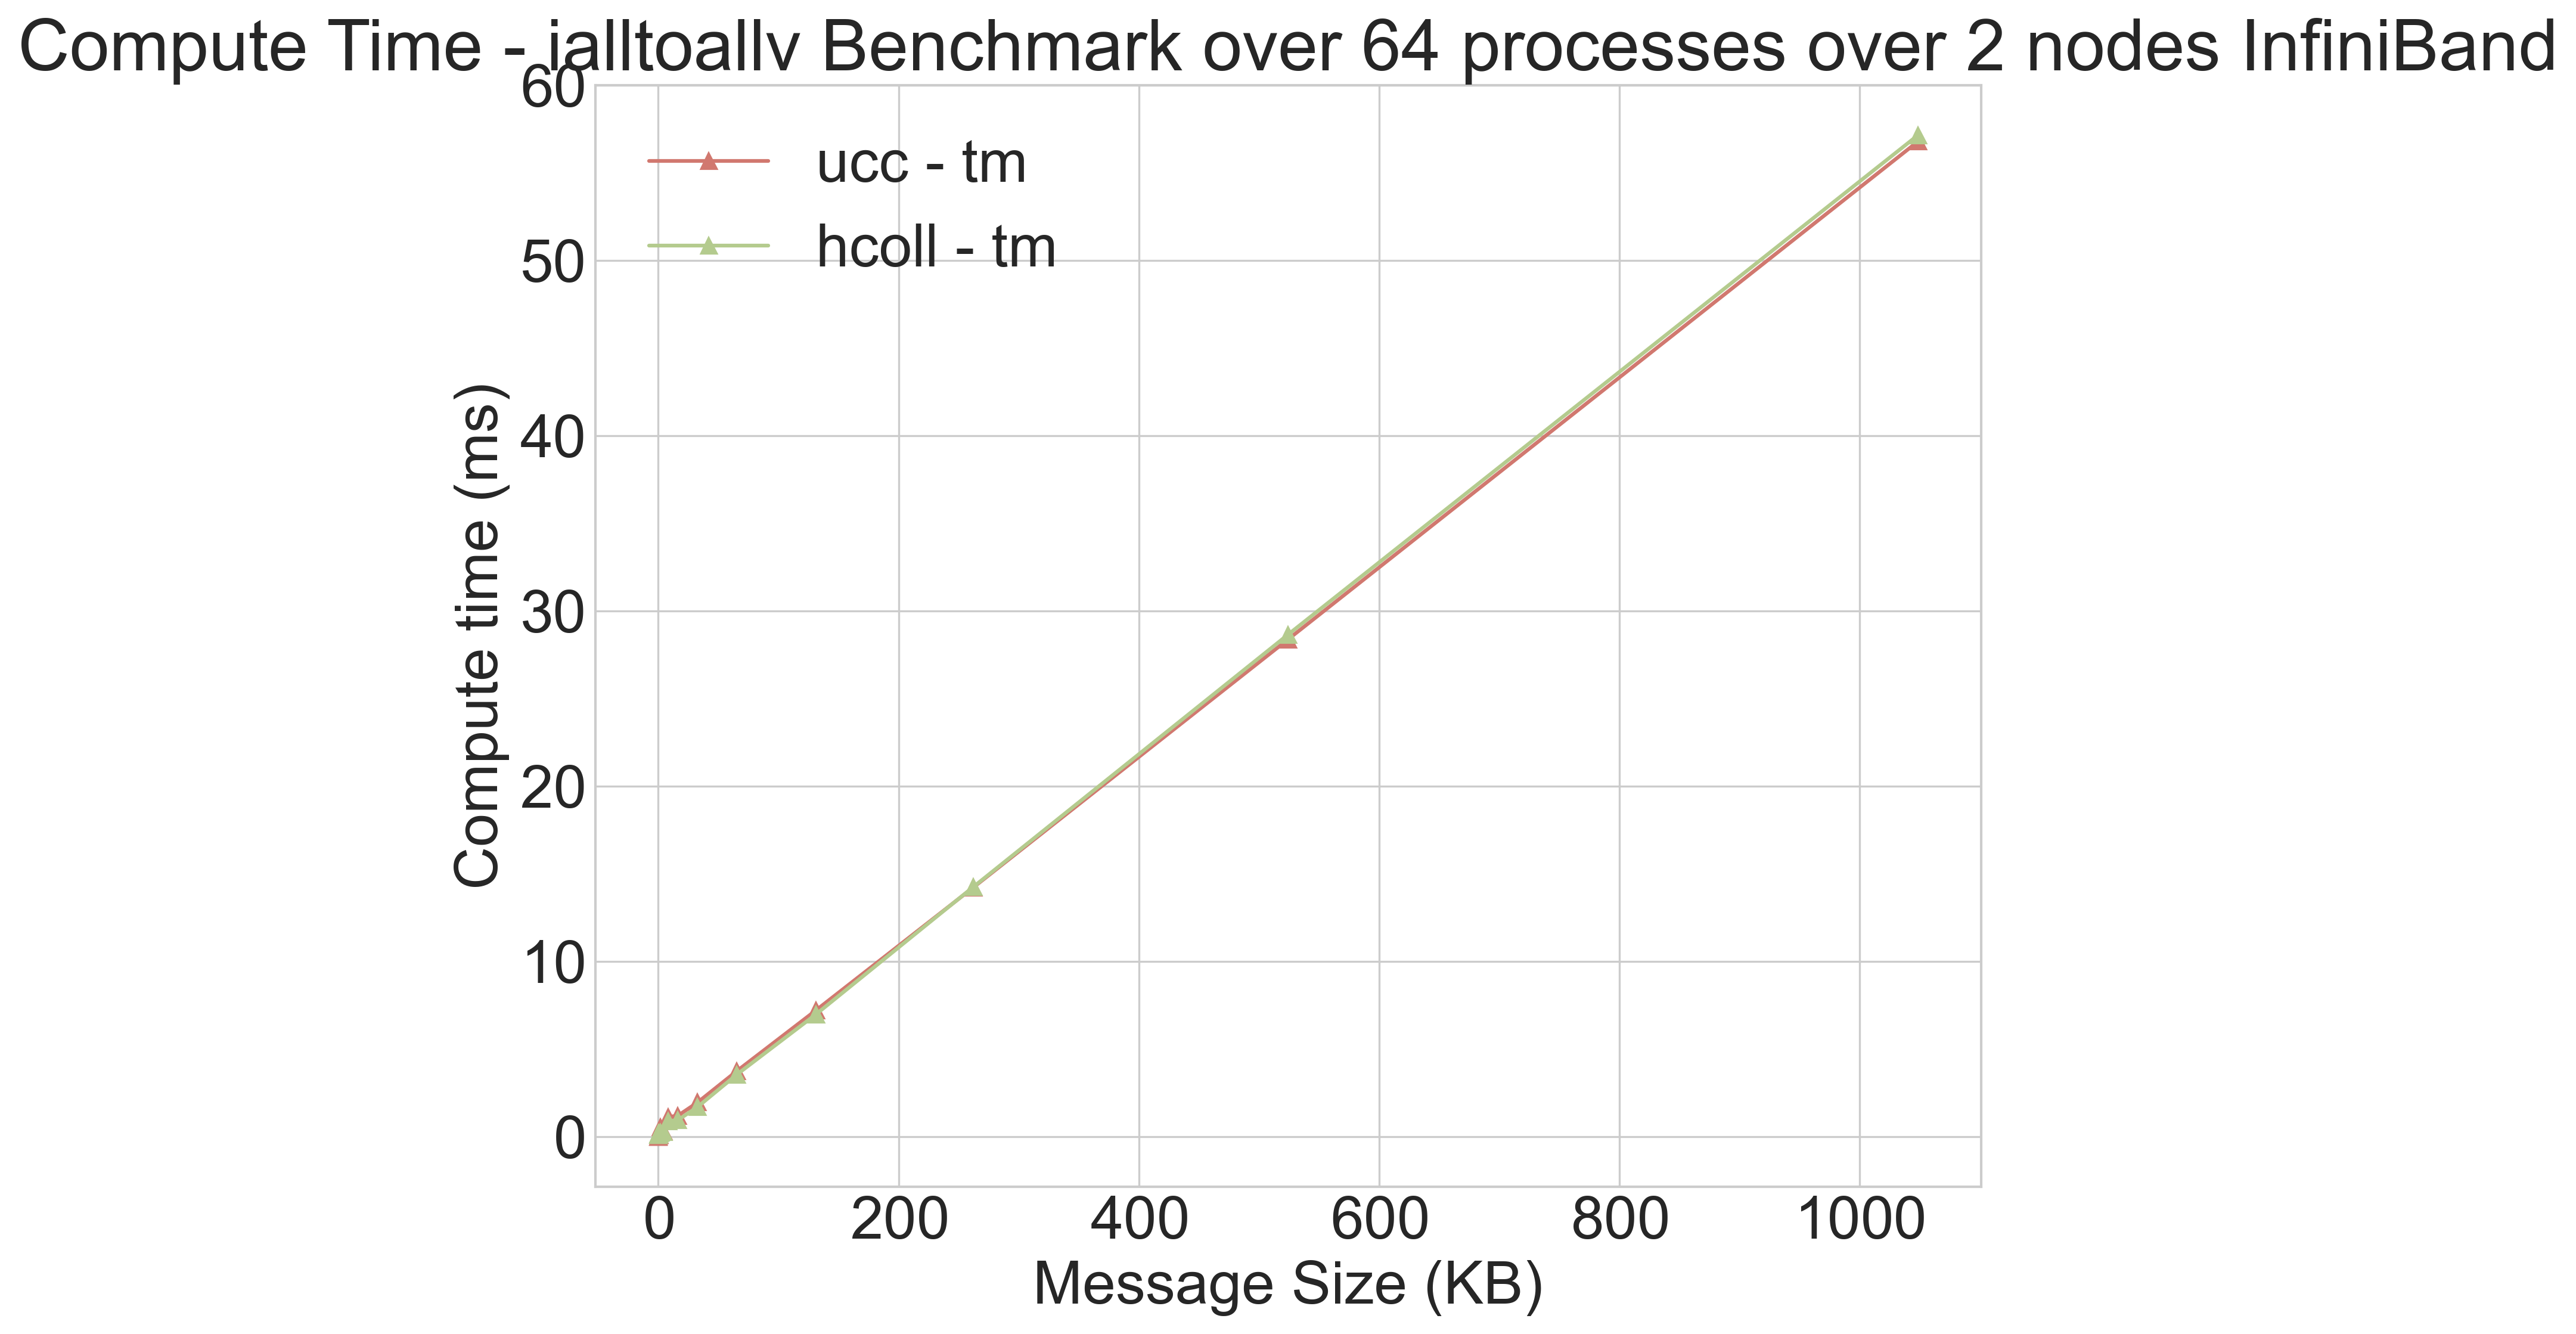 Compute Time - ialltoallv Benchmark over 64 processes over 2 nodes InfiniBand
60
50
40
30
20
10
0
Compute time (ms)
ucc - tm
hcoll - tm
0 200 400 600 800 1000
Message Size (KB)